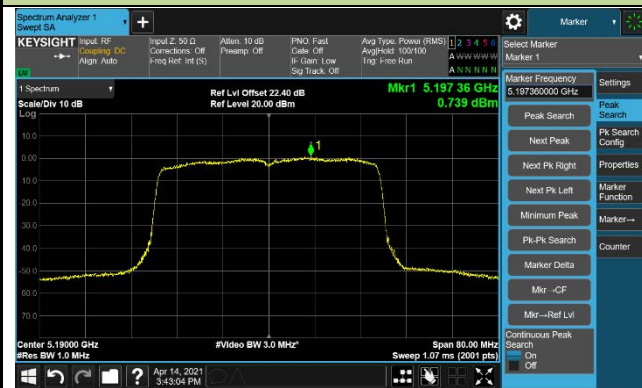 Spectrum Analyzer 1
Swept SA
+
Marker
KEYSIGHT
Input: RF
Coupling: DC
Align: Auto
Input Z: 50 Ω
Corrections: Off
Freq Ref: Int (S)
Atten: 10 dB
Preamp: Off
PNO: Fast
Gate: Off
IF Gain: Low
Sig Track: Off
Avg Type: Power (RMS)
Avg|Hold: 100/100
Trig: Free Run
1 2 3 4 5 6
A W W W W W
A N N N N N
Select Marker
Marker 1
1 Spectrum
Scale/Div 10 dB
Log
Ref Lvl Offset 22.40 dB
Ref Level 20.00 dBm
Mkr1 5.197 36 GHz
0.739 dBm
10.0
0.00
10.0
20.0
30.0
40.0
50.0
60.0
70.0
1
Marker Frequency
5.197360000 GHz
Peak Search
Next Peak
Next Pk Right
Next Pk Left
Minimum Peak
Pk-Pk Search
Marker Delta
Mkr→CF
Mkr→Ref Lvl
Continuous Peak
Search
On
Off
Settings
Peak
Search
Pk Search
Config
Properties
Marker
Function
Marker→
Counter
Center 5.19000 GHz
#Res BW 1.0 MHz
#Video BW 3.0 MHz*
Span 80.00 MHz
Sweep 1.07 ms (2001 pts)
?
Apr 14, 2021
3:43:04 PM